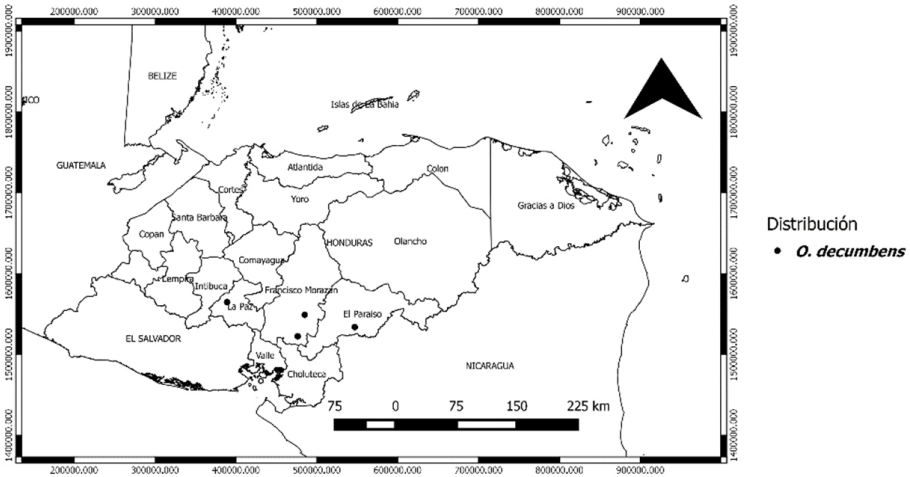 200000.000 300000.000 400000.000 500000.000 600000.000 700000.000 800000.000 900000.000
1900000.000
1900000.000
BELIZE
ICO
Islas de La Bahia
1800000.000
1800000.000
GUATEMALA
Atlantida
Colon
Cortes
Yoro
Gracias a Dios
1700000.000
1700000.000
Santa Barbara
Copan
HONDURAS
Olancho
Distribución
O. decumbens
Comayagua
Lempira
Intibuca
Francisco Morazan
1600000.000
1600000.000
La Paz
El Paraiso
EL SALVADOR
Valle
NICARAGUA
1500000.000
1500000.000
Choluteca
75 0 75 150 225 km
1400000.000
1400000.000
200000.000 300000.000 400000.000 500000.000 600000.000 700000.000 800000.000 900000.000